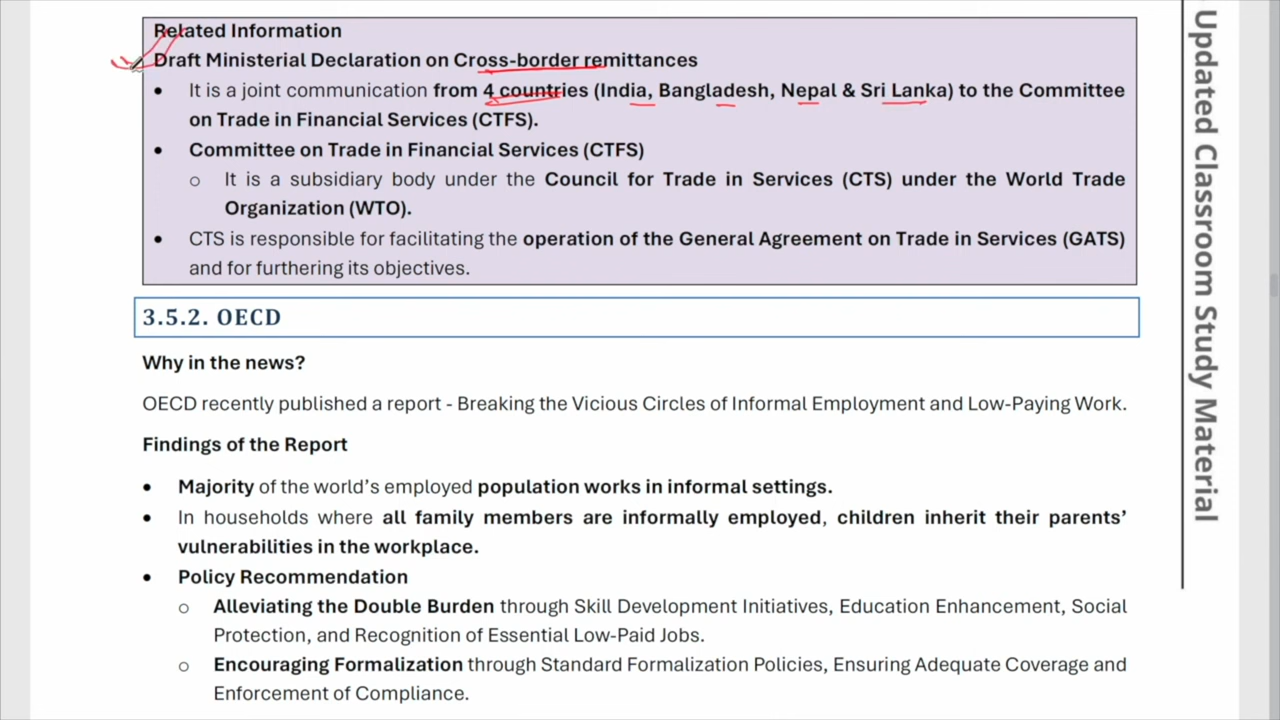 Related Information
Draft Ministerial Declaration on Cross-border remittances
• It is a joint communication from 4 countries (India, Bangladesh, Nepal & Sri Lanka) to the Committee
on Trade in Financial Services (CTFS).
• Committee on Trade in Financial Services (CTFS)
o It is a subsidiary body under the Council for Trade in Services (CTS) under the World Trade
Organization (WTO).
• CTS is responsible for facilitating the operation of the General Agreement on Trade in Services (GATS)
and for furthering its objectives.
3.5.2. OECD
Why in the news?
OECD recently published a report - Breaking the Vicious Circles of Informal Employment and Low-Paying Work.
Findings of the Report
• Majority of the world's employed population works in informal settings.
• In households where all family members are informally employed, children inherit their parents'
vulnerabilities in the workplace.
• Policy Recommendation
o Alleviating the Double Burden through Skill Development Initiatives, Education Enhancement, Social
Protection, and Recognition of Essential Low-Paid Jobs.
o Encouraging Formalization through Standard Formalization Policies, Ensuring Adequate Coverage and
Enforcement of Compliance.
Updated Classroom Study Material